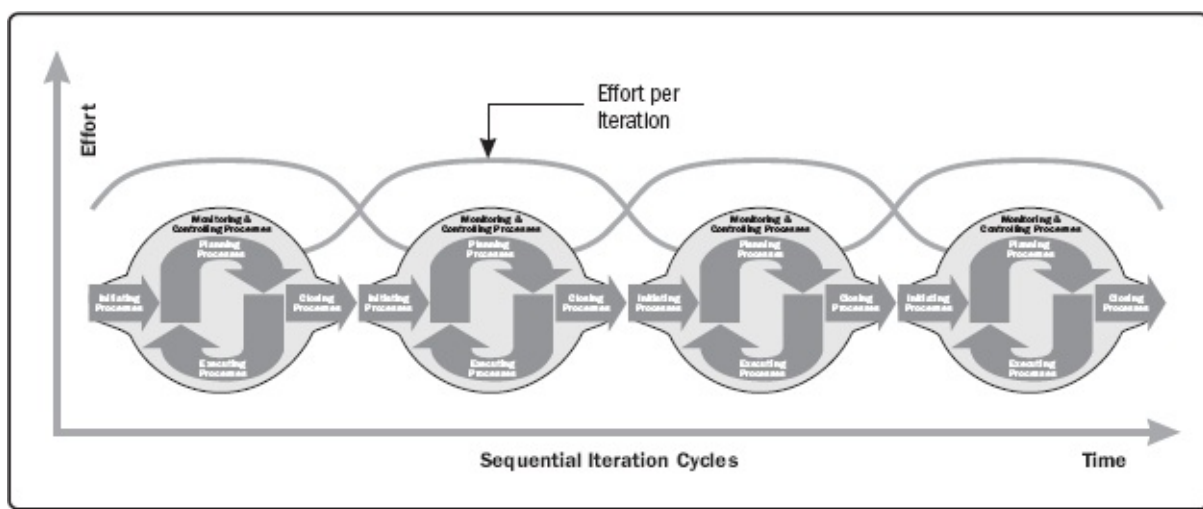 Effort
Effort per
Iteration
Monitoring &
Controlling Processes
Planning
Processes
Initiating
Processes
Closing
Processes
Executing
Processes
Monitoring &
Controlling Processes
Planning
Processes
Initiating
Processes
Closing
Processes
Executing
Processes
Monitoring &
Controlling Processes
Planning
Processes
Initiating
Processes
Closing
Processes
Executing
Processes
Monitoring &
Controlling Processes
Planning
Processes
Initiating
Processes
Closing
Processes
Executing
Processes
Sequential Iteration Cycles
Time